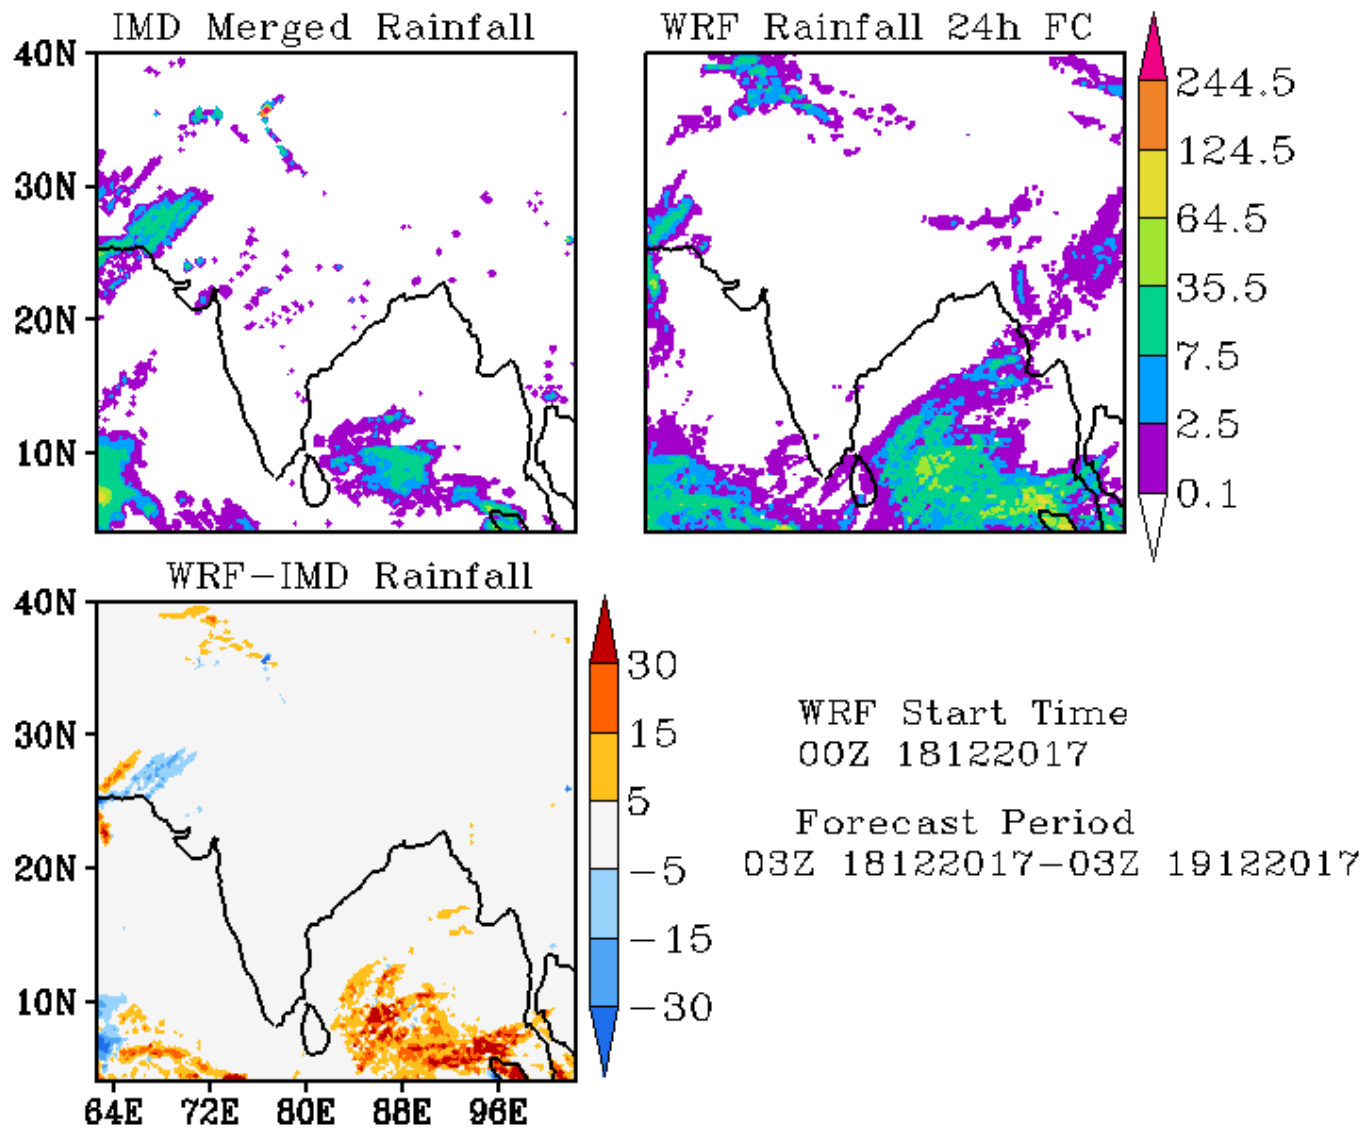 IMD Merged Rainfall
WRF Rainfall 24h FC
40N
30N
20N
10N
244.5
124.5
64.5
35.5
7.5
2.5
0.1
WRF-IMD Rainfall
40N
30N
20N
10N
64E 72E 80E 88E 96E
30
15
5
-5
-15
-30
WRF Start Time
00Z 18122017
Forecast Period
03Z 18122017-03Z 19122017